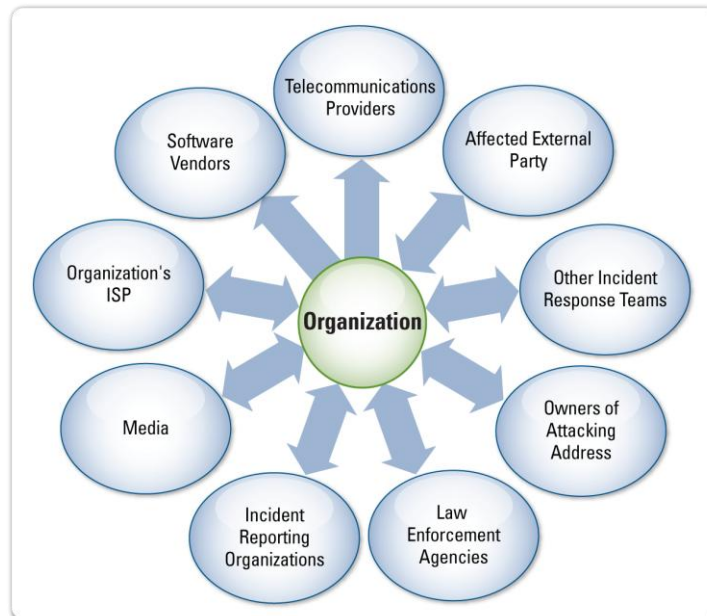 Telecommunications
Providers
Affected External
Party
Software
Vendors
Organization's
ISP
Other Incident
Response Teams
Organization
Media
Owners of
Attacking
Address
Incident
Reporting
Organizations
Law
Enforcement
Agencies